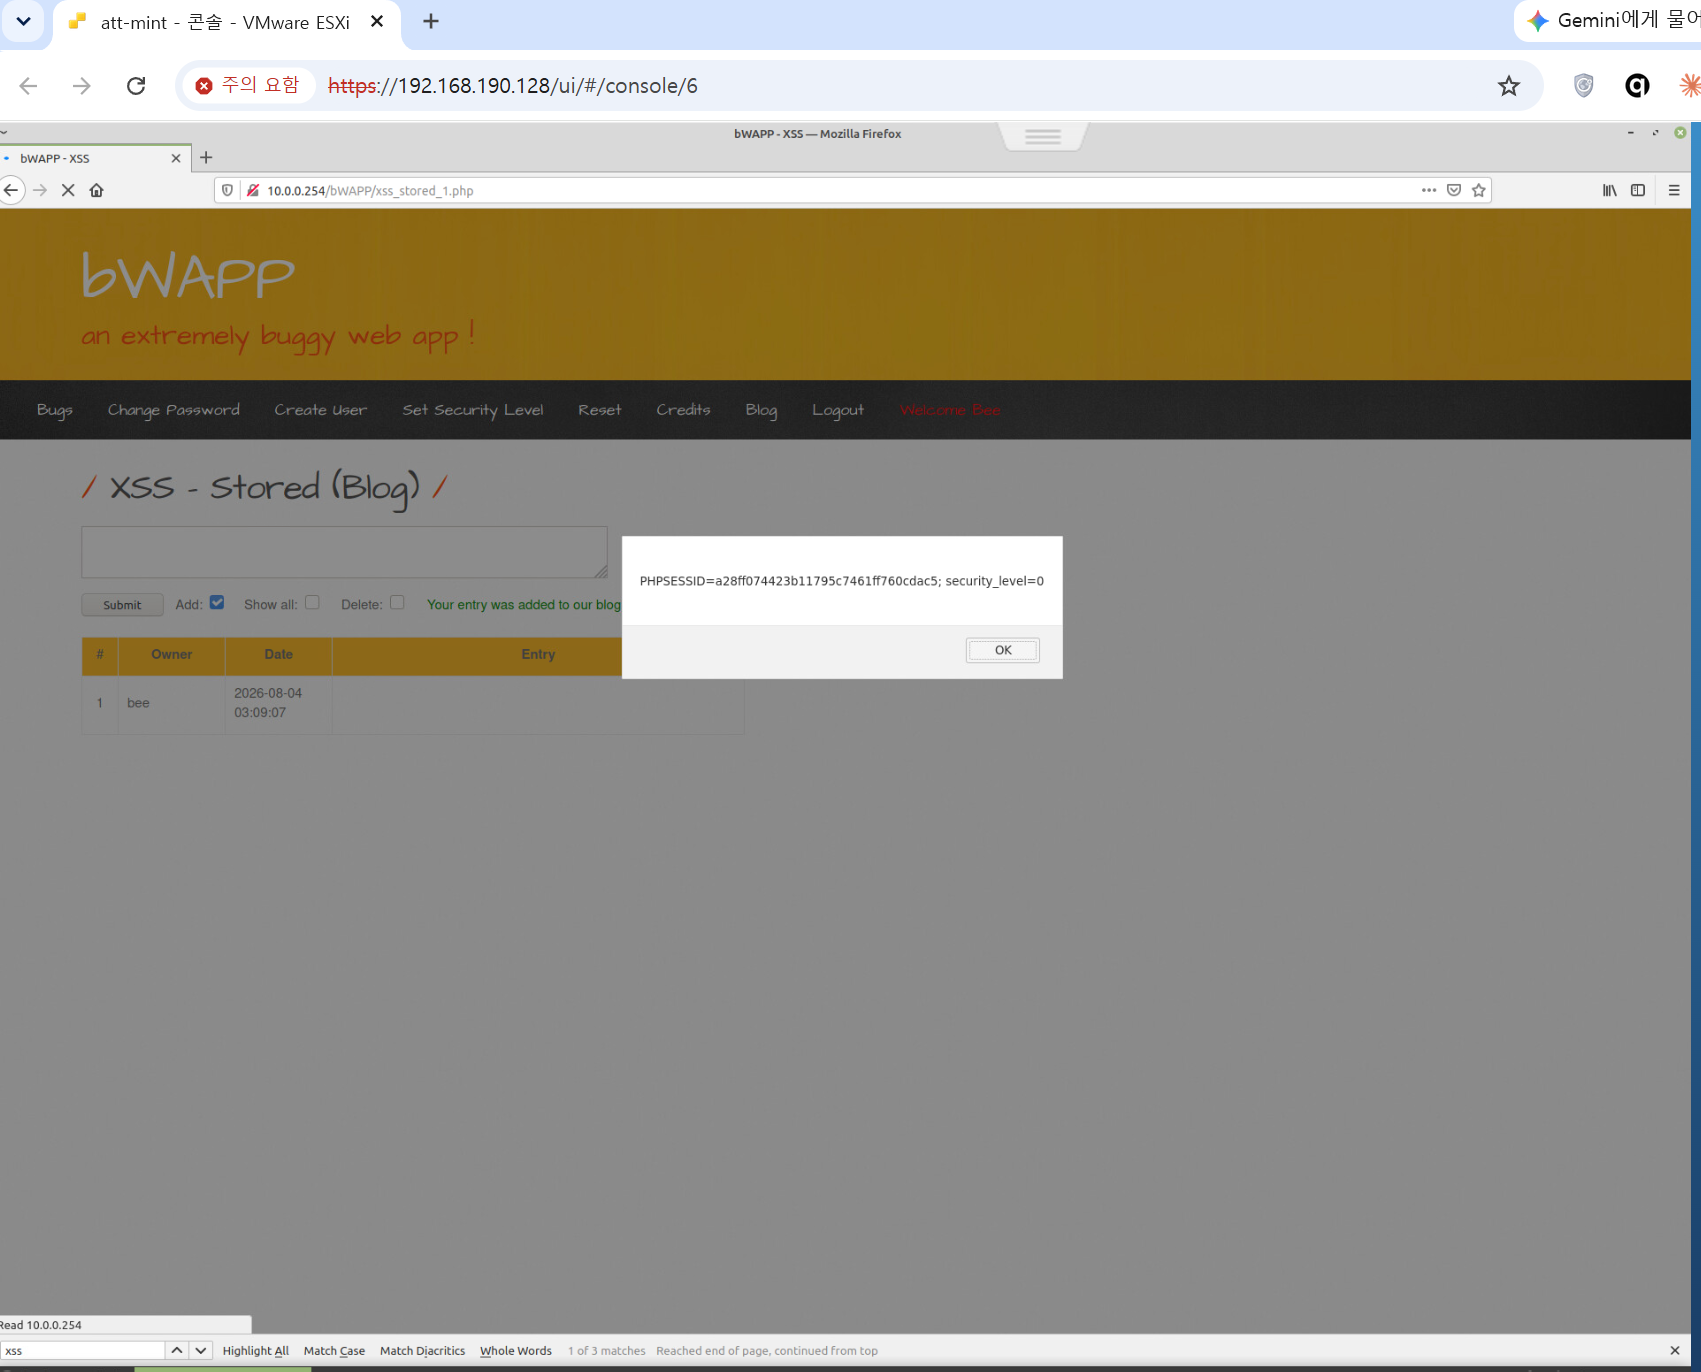 att-mint - 콘솔 - VMware ESXi
Gemini에게 물어
주의 요함 https://192.168.190.128/ui/#/console/6
bWAPP - XSS — Mozilla Firefox
bWAPP - XSS
10.0.0.254/bWAPP/xss_stored_1.php
bWAPP
an extremely buggy web app !
Bugs Change Password Create User Set Security Level Reset Credits Blog Logout Welcome Bee
/ XSS - Stored (Blog) /
PHPSESSID=a28ff074423b11795c7461ff760cdac5; security_level=0
OK
Submit Add: Show all: Delete: Your entry was added to our blog
# Owner Date Entry
1 bee 2026-08-04
03:09:07
Read 10.0.0.254
xss Highlight All Match Case Match Diacritics Whole Words 1 of 3 matches Reached end of page, continued from top